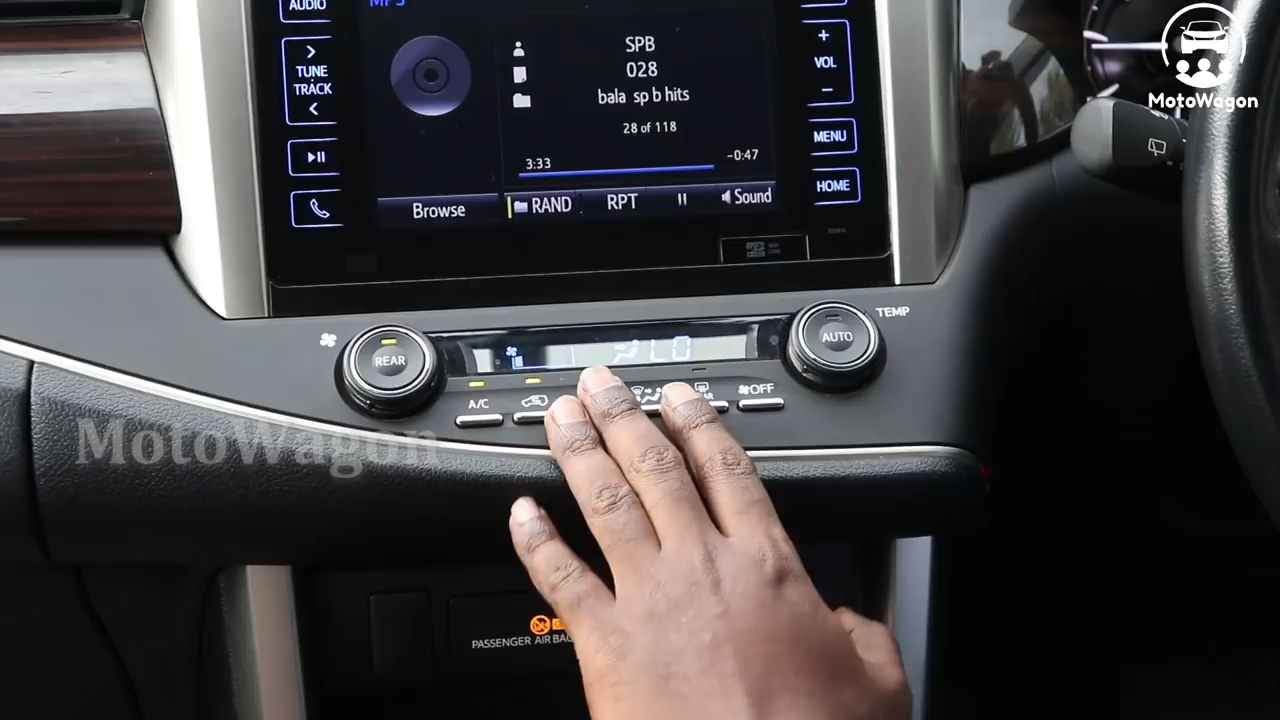 AUDIO
MP3
TUNE
TRACK
SPB
028
bala sp b hits
28 of 118
3:33
-0:47
Browse
RAND
RPT
Sound
+
VOL
-
MENU
HOME
MotoWagon
REAR
LO
AUTO
TEMP
A/C
OFF
MotoWagon
PASSENGER AIR BAG